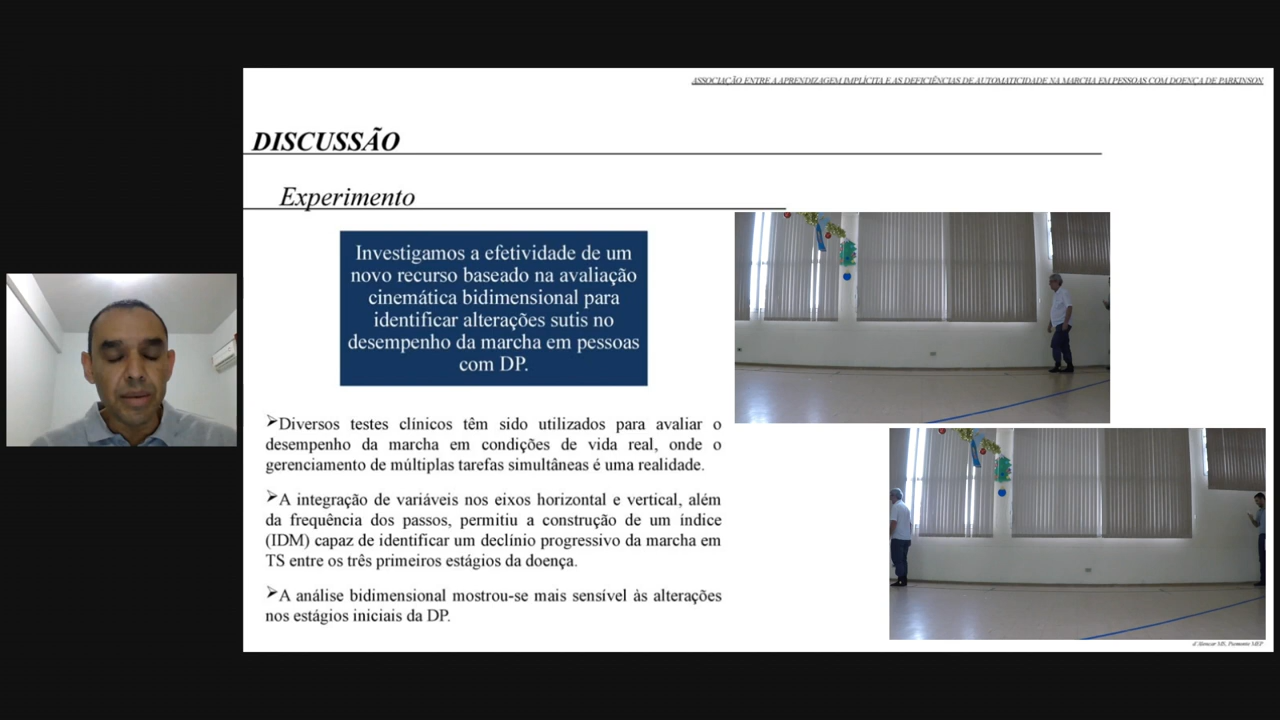 ASSOCIAÇÃO ENTRE A APRENDIZAGEM IMPLÍCITA E AS DEFICIÊNCIAS DE AUTOMATICIDADE NA MARCHA EM PESSOAS COM DOENÇA DE PARKINSON
DISCUSSÃO
Experimento
Investigamos a efetividade de um
novo recurso baseado na avaliação
cinemática bidimensional para
identificar alterações sutis no
desempenho da marcha em pessoas
com DP.
➢Diversos testes clínicos têm sido utilizados para avaliar o
desempenho da marcha em condições de vida real, onde o
gerenciamento de múltiplas tarefas simultâneas é uma realidade.
➢A integração de variáveis nos eixos horizontal e vertical, além
da frequência dos passos, permitiu a construção de um índice
(IDM) capaz de identificar um declínio progressivo da marcha em
TS entre os três primeiros estágios da doença.
➢A análise bidimensional mostrou-se mais sensível às alterações
nos estágios iniciais da DP.
d'Alencar MS, Piemonte MEP